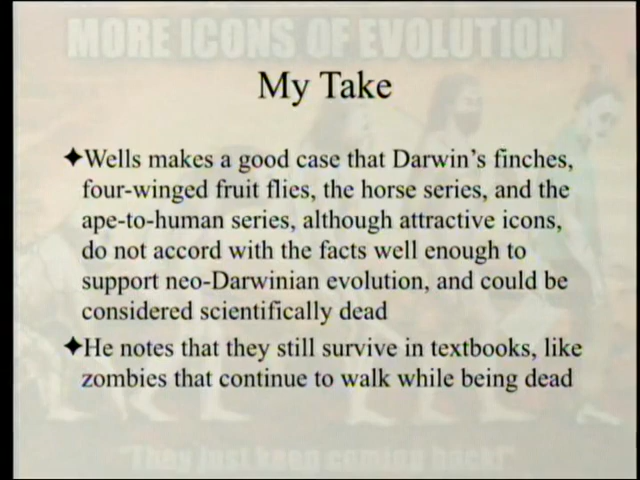 MORE ICONS OF EVOLUTION
My Take
✦Wells makes a good case that Darwin's finches,
four-winged fruit flies, the horse series, and the
ape-to-human series, although attractive icons,
do not accord with the facts well enough to
support neo-Darwinian evolution, and could be
considered scientifically dead
✦He notes that they still survive in textbooks, like
zombies that continue to walk while being dead
"They just keep coming back!"